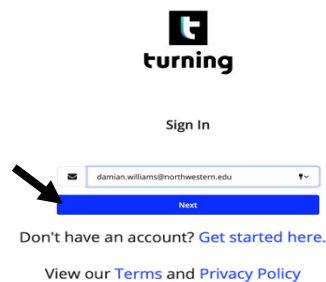 turning
Sign In
damian.williams@northwestern.edu
Next
Don't have an account? Get started here.
View our Terms and Privacy Policy